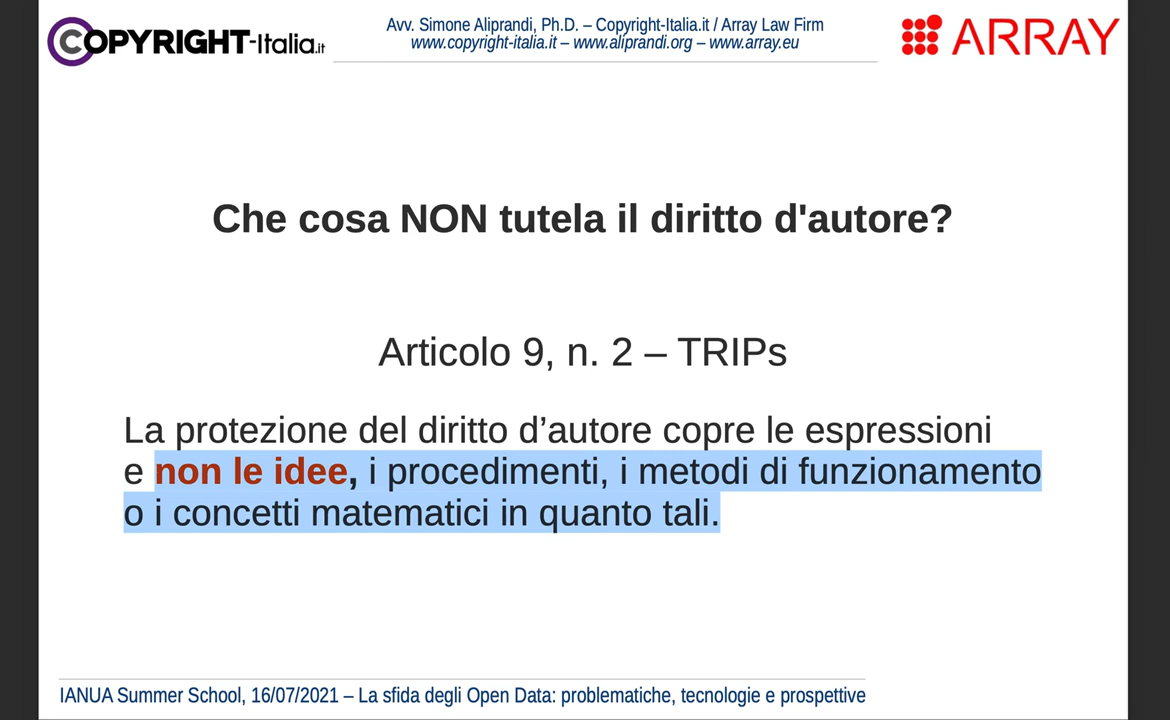 COPYRIGHT-Italia.it
Avv. Simone Aliprandi, Ph.D. – Copyright-Italia.it / Array Law Firm
www.copyright-italia.it – www.aliprandi.org – www.array.eu
ARRAY
Che cosa NON tutela il diritto d'autore?
Articolo 9, n. 2 – TRIPs
La protezione del diritto d’autore copre le espressioni
e non le idee, i procedimenti, i metodi di funzionamento
o i concetti matematici in quanto tali.
IANUA Summer School, 16/07/2021 – La sfida degli Open Data: problematiche, tecnologie e prospettive